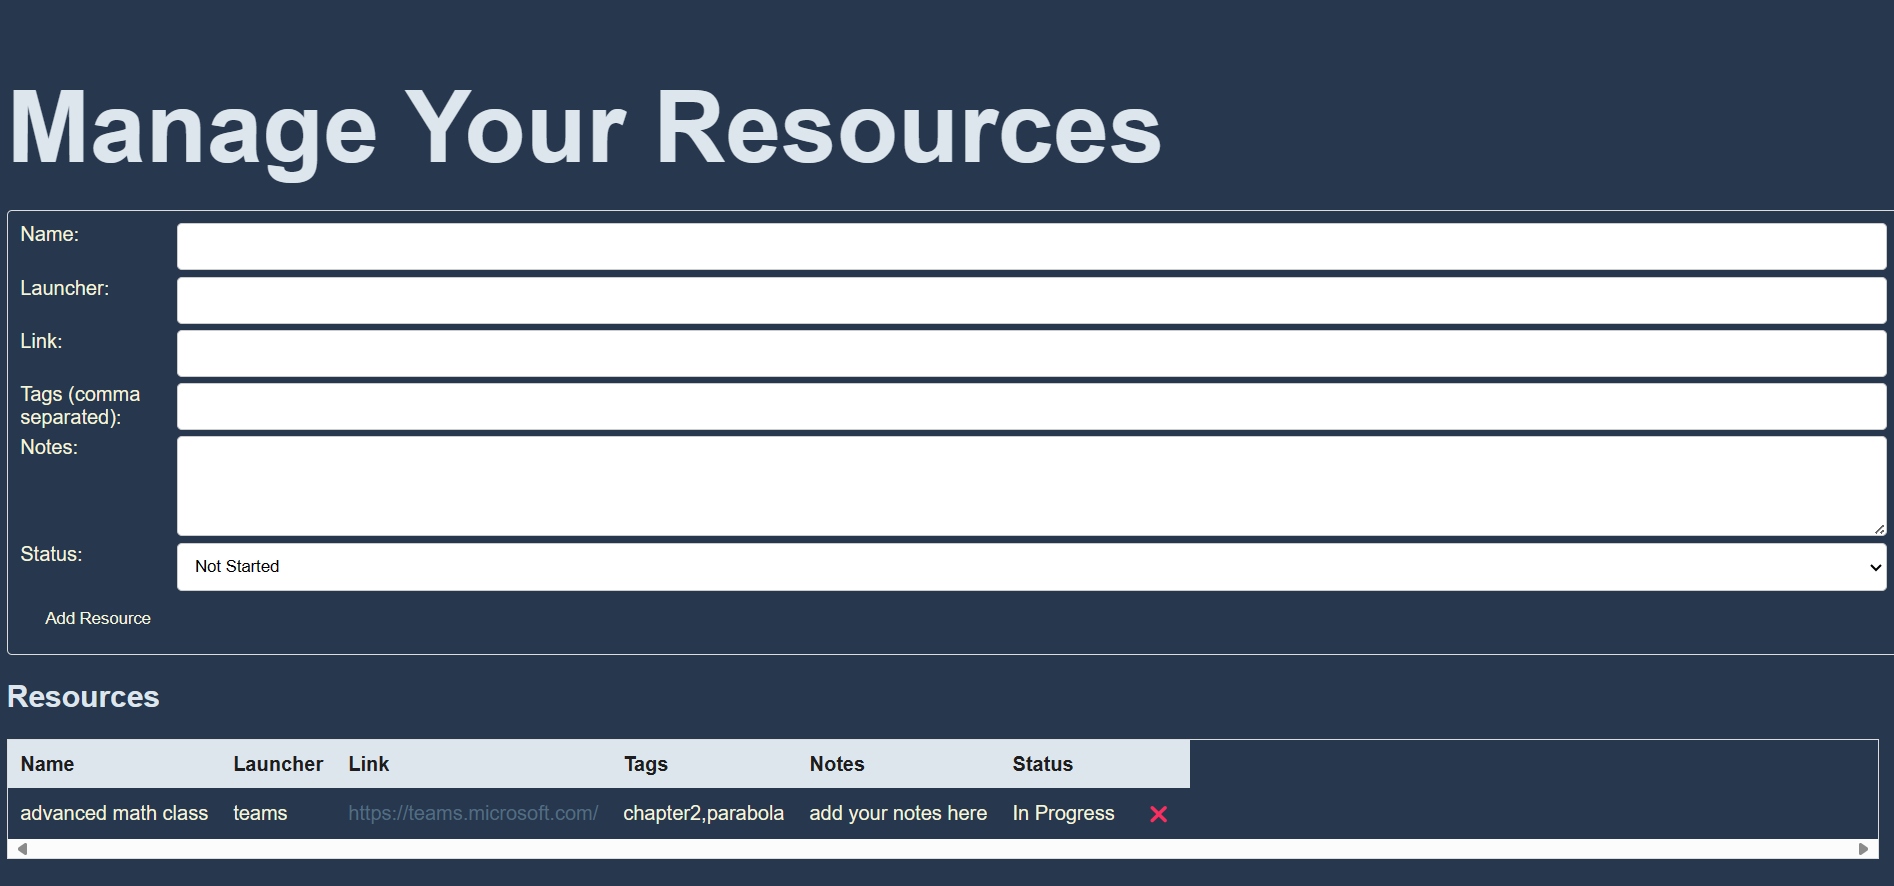 Manage Your Resources
Name:
Launcher:
Link:
Tags (comma
separated):
Notes:
Status:
Not Started
Add Resource
Resources
Name Launcher Link Tags Notes Status
advanced math class teams https://teams.microsoft.com/ chapter2,parabola add your notes here In Progress